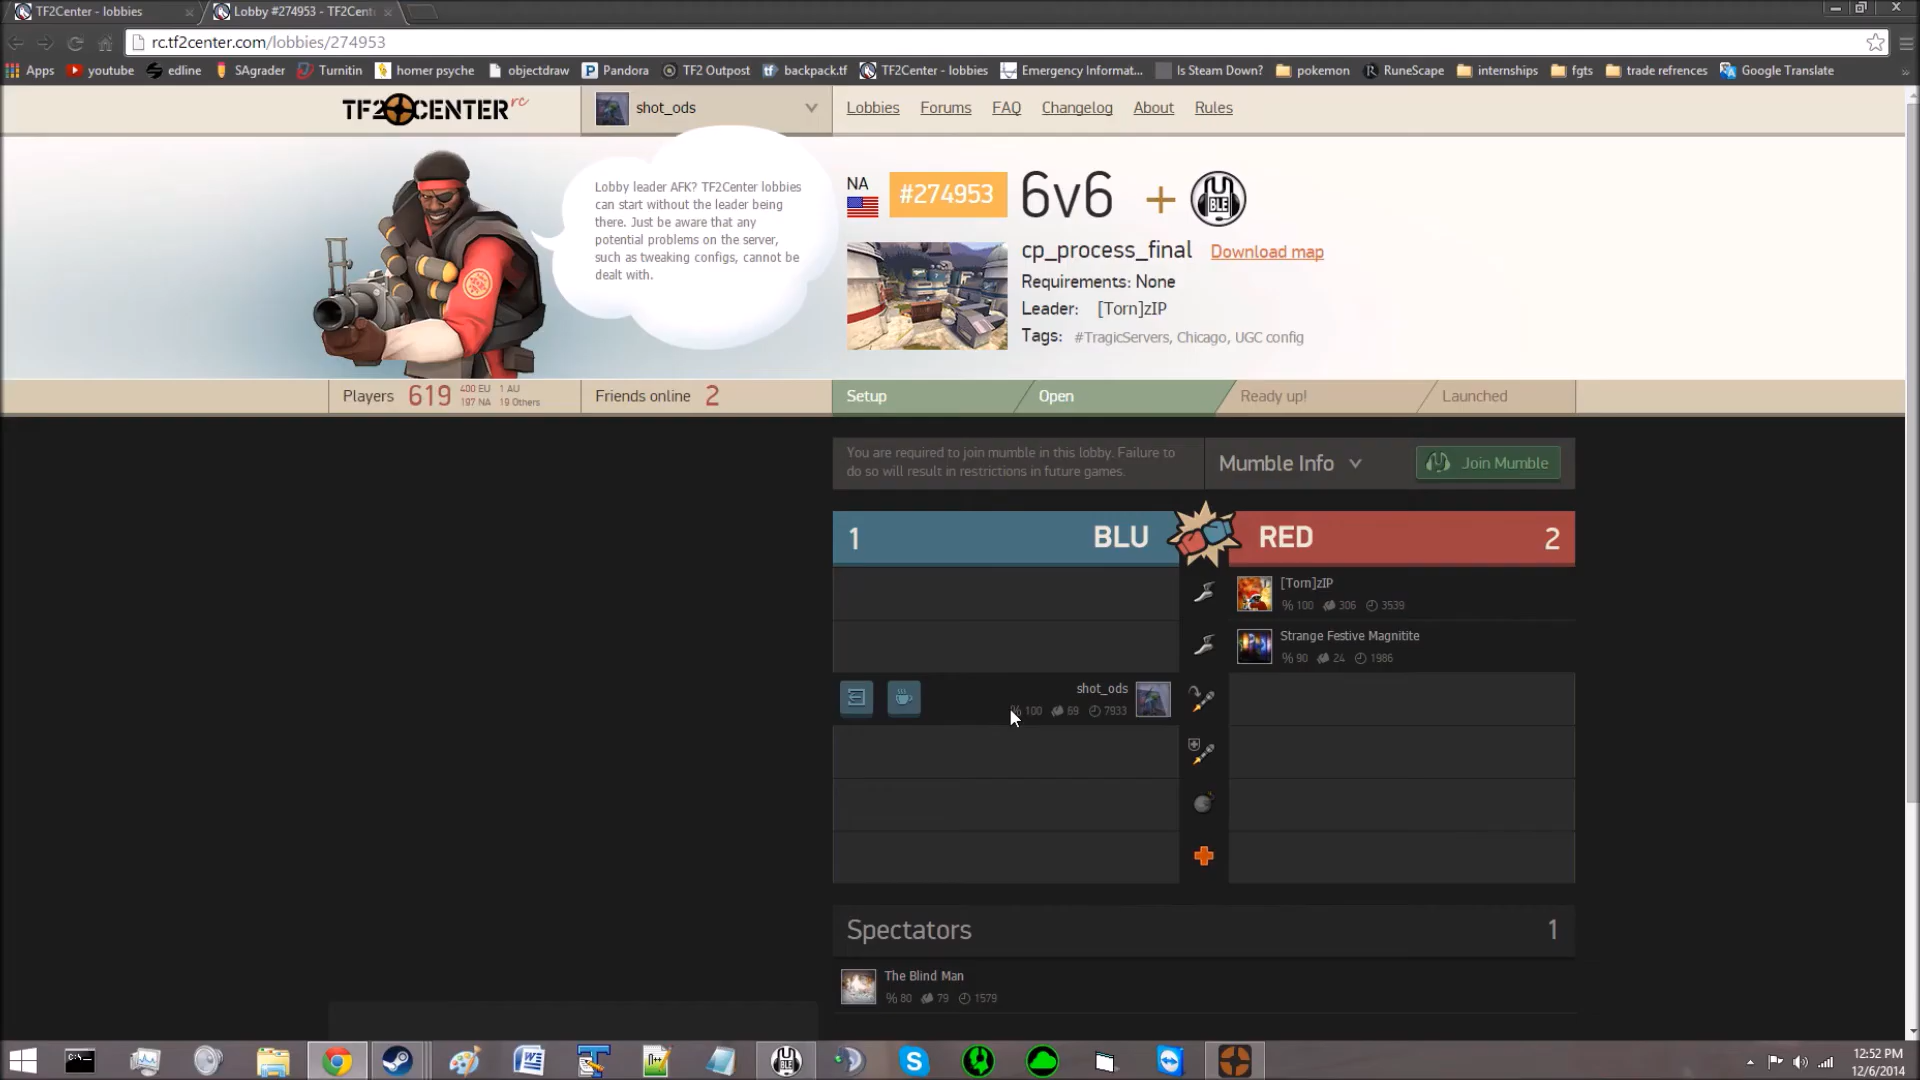 TF2Center - lobbies
Lobby #274953 - TF2Cent
rc.tf2center.com/lobbies/274953
Apps
youtube
edline
SAgrader
Turnitin
homer psyche
objectdraw
Pandora
TF2 Outpost
backpack.tf
TF2Center - lobbies
Emergency Informat...
Is Steam Down?
pokemon
RuneScape
internships
fgts
trade refrences
Google Translate
TF2CENTER rc
shot_ods
Lobbies
Forums
FAQ
Changelog
About
Rules
Lobby leader AFK? TF2Center lobbies
can start without the leader being
there. Just be aware that any
potential problems on the server,
such as tweaking configs, cannot be
dealt with.
NA
#274953
6v6
+
MUBLE
cp_process_final
Download map
Requirements: None
Leader: [Torn]zIP
Tags: #TragicServers, Chicago, UGC config
Players 619
400 EU 1 AU
197 NA 19 Others
Friends online 2
Setup
Open
Ready up!
Launched
You are required to join mumble in this lobby. Failure to
do so will result in restrictions in future games.
Mumble Info
Join Mumble
1 BLU
RED 2
[Torn]zIP
% 100 306 3539
Strange Festive Magnitite
% 90 24 1986
shot_ods
% 100 69 7933
Spectators 1
The Blind Man
% 80 79 1579
12:52 PM
12/6/2014